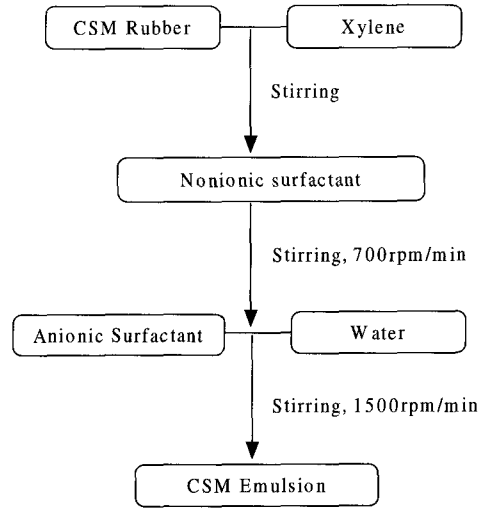 CSM Rubber
Xylene
Stirring
Nonionic surfactant
Stirring, 700rpm/min
Anionic Surfactant
Water
Stirring, 1500rpm/min
CSM Emulsion